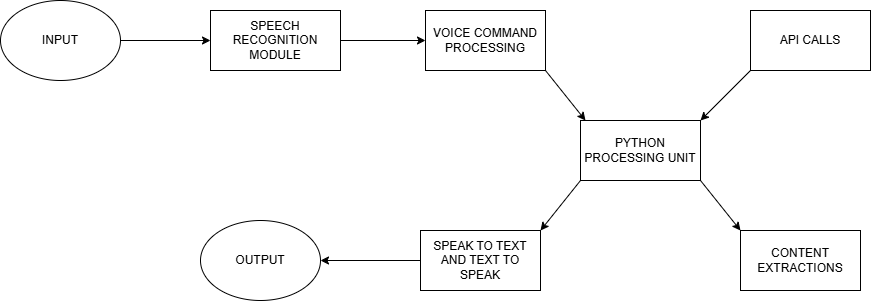 INPUT
SPEECH
RECOGNITION
MODULE
VOICE COMMAND
PROCESSING
API CALLS
PYTHON
PROCESSING UNIT
OUTPUT
SPEAK TO TEXT
AND TEXT TO
SPEAK
CONTENT
EXTRACTIONS